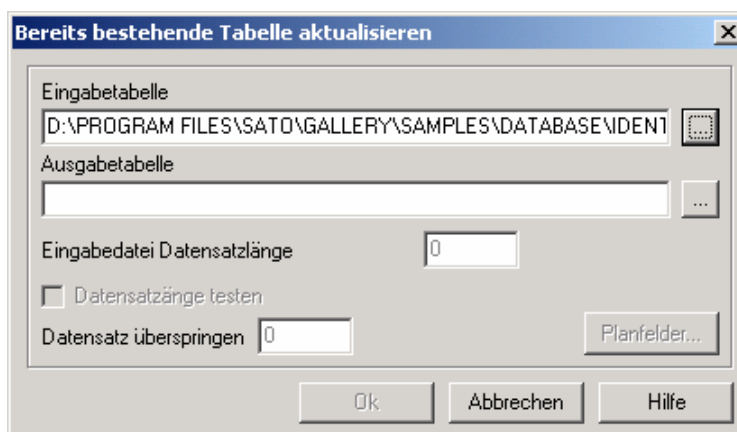 Bereits bestehende Tabelle aktualisieren
Eingabetabelle
D:\PROGRAM FILES\SATO\GALLERY\SAMPLES\DATABASE\IDENT
...
Ausgabetabelle
...
Eingabedatei Datensatzlänge 0
Datensatzänge testen
Datensatz überspringen 0 Planfelder...
Ok Abbrechen Hilfe